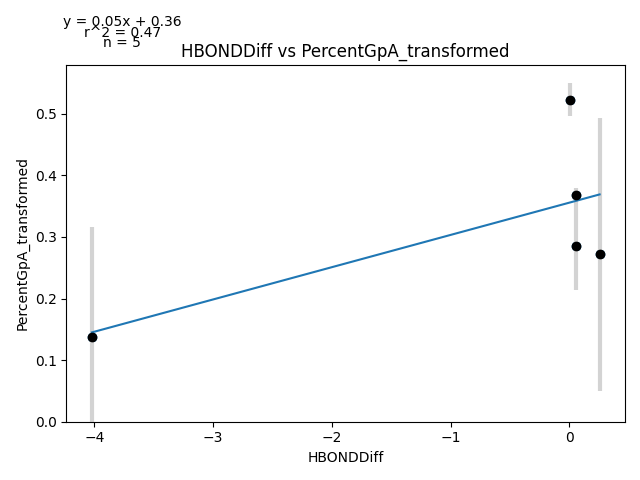 y = 0.05x + 0.36
r^2 = 0.47
n = 5
HBONDDiff vs PercentGpA_transformed
PercentGpA_transformed
0.5
0.4
0.3
0.2
0.1
0.0
−4
−3
−2
−1
0
HBONDDiff